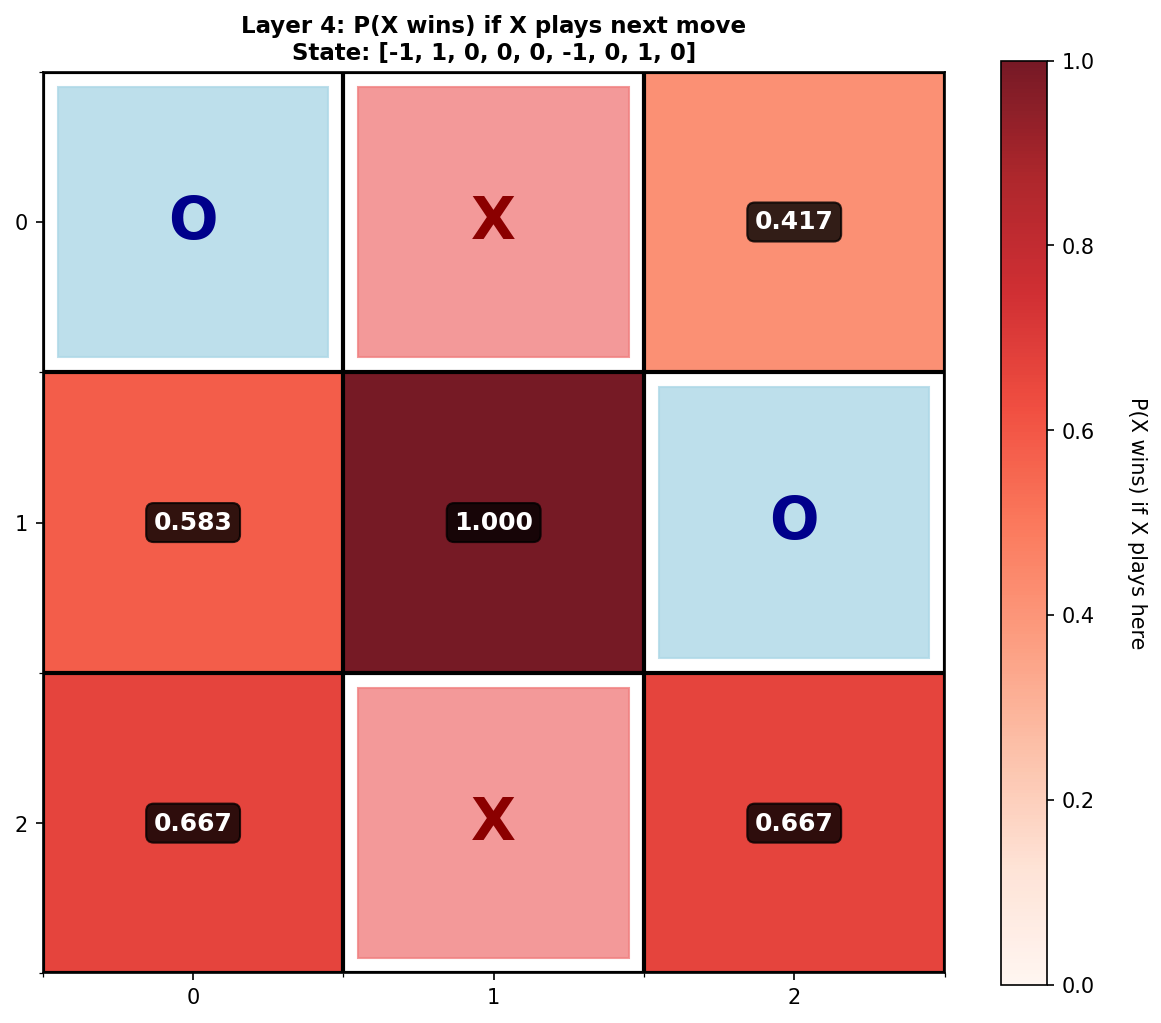 Layer 4: P(X wins) if X plays next move
State: [-1, 1, 0, 0, 0, -1, 0, 1, 0]
O X 0.417
0.583 1.000 O
0.667 X 0.667
0
1
2
0 1 2
1.0
0.8
0.6
0.4
0.2
0.0
P(X wins) if X plays here